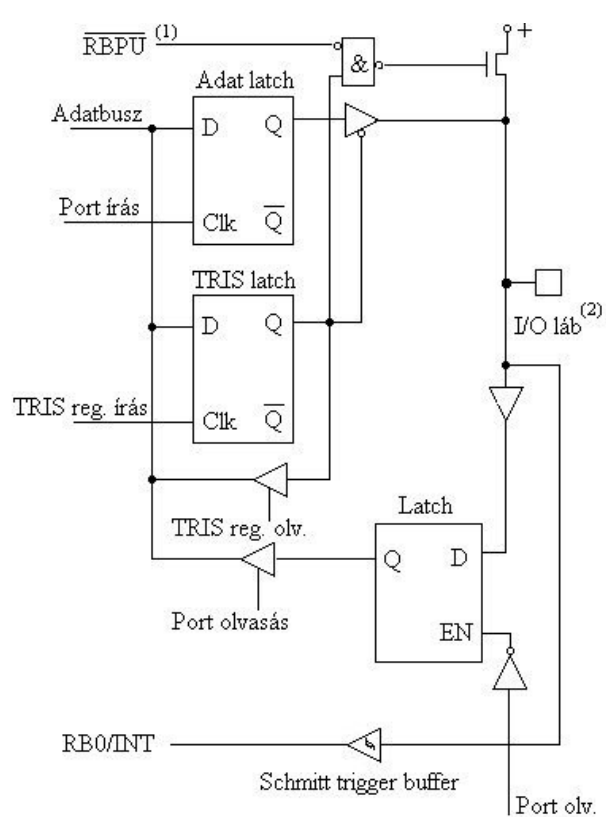 RBPU (1)
+
&
Adat latch
Adatbusz
D Q
Port írás
Clk Q
TRIS latch
D Q
I/O láb (2)
TRIS reg. írás
Clk Q
TRIS reg. olv.
Latch
Q D
Port olvasás
EN
RB0/INT
Schmitt trigger buffer
Port olv.